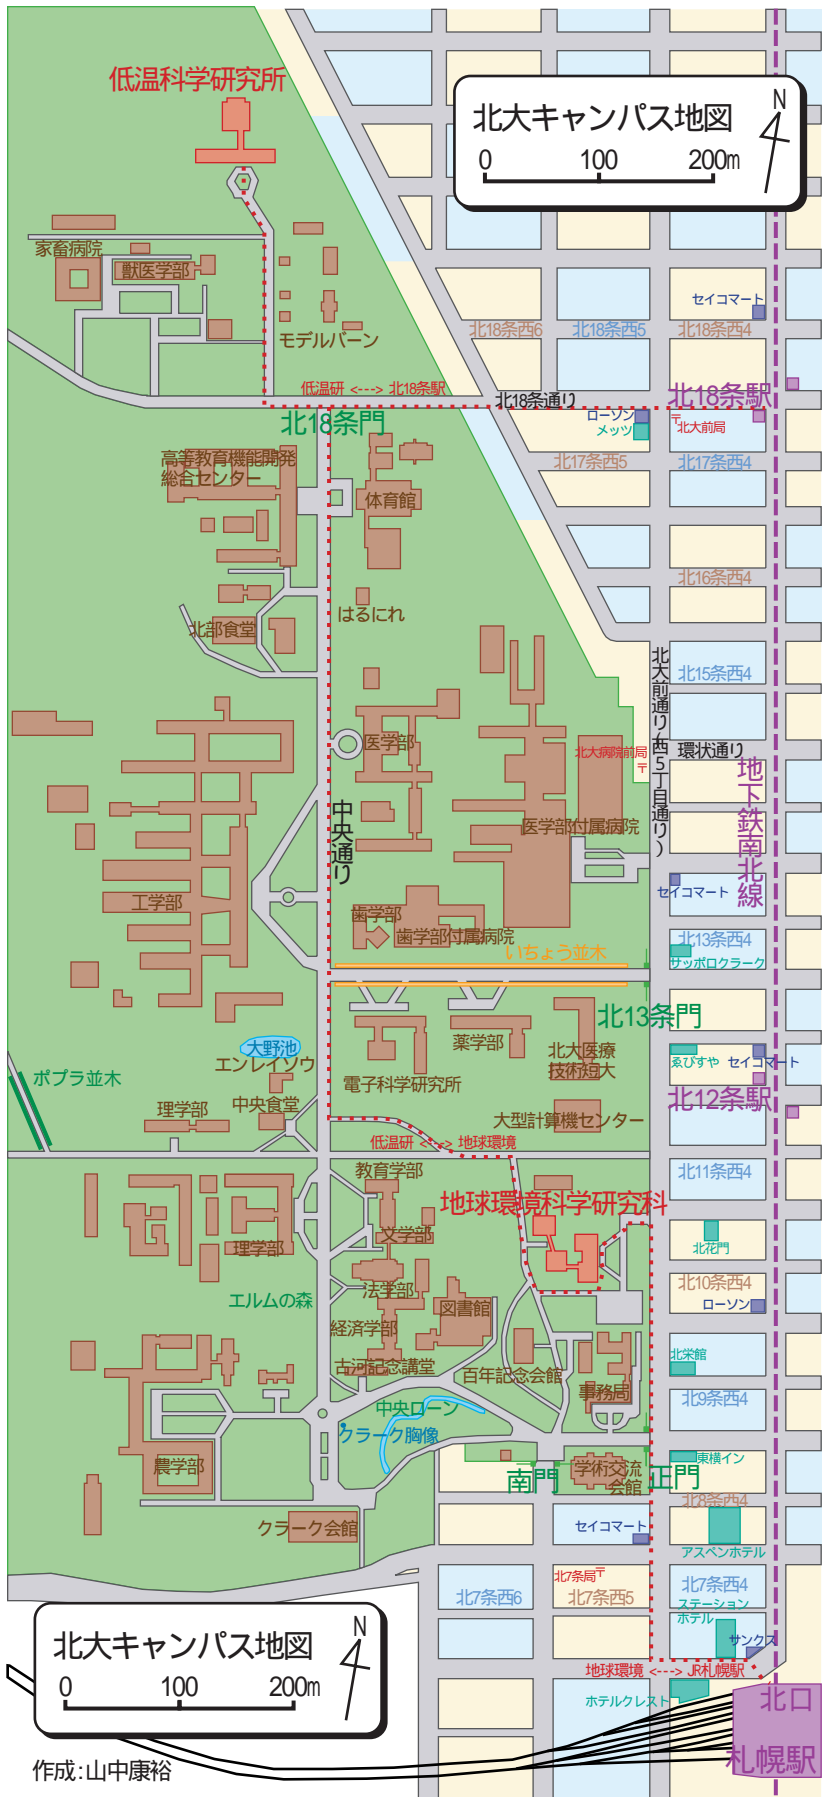 低温科学研究所
北大キャンパス地図
N
0 100 200m
家畜病院
獣医学部
モデルバーン
セイコマート
北18条西6
北18条西5
北18条西4
低温研 <---> 北18条駅
北18条通り
北18条駅
北18条門
ローソン
メッツ
〒
北大前局
高等教育機能開発
総合センター
体育館
北17条西5
北17条西4
北16条西4
はるにれ
北部食堂
北大前通り(西5丁目通り)
北15条西4
医学部
北大病院前局
〒
環状通り
地下鉄南北線
中央通り
医学部付属病院
セイコマート
工学部
歯学部
歯学部付属病院
北13条西4
いちょう並木
サッポロクラーク
北13条門
大野池
エンレイソウ
薬学部
北大医療
技術短大
電子科学研究所
ゑびすや
セイコマート
ポプラ並木
理学部
中央食堂
大型計算機センター
北12条駅
低温研 <---> 地球環境
教育学部
北11条西4
地球環境科学研究科
文学部
理学部
北花門
エルムの森
法学部
図書館
北10条西4
ローソン
経済学部
古河記念講堂
百年記念会館
北栄館
事務局
北9条西4
中央ローン
クラーク胸像
農学部
南門
学術交流
会館
正門
東横イン
北8条西4
クラーク会館
セイコマート
アスペンホテル
北7条局
〒
北7条西6
北7条西5
北7条西4
ステーション
ホテル
サンクス
北大キャンパス地図
N
0 100 200m
地球環境 <---> JR札幌駅
ホテルクレスト
北口
札幌駅
作成:山中康裕